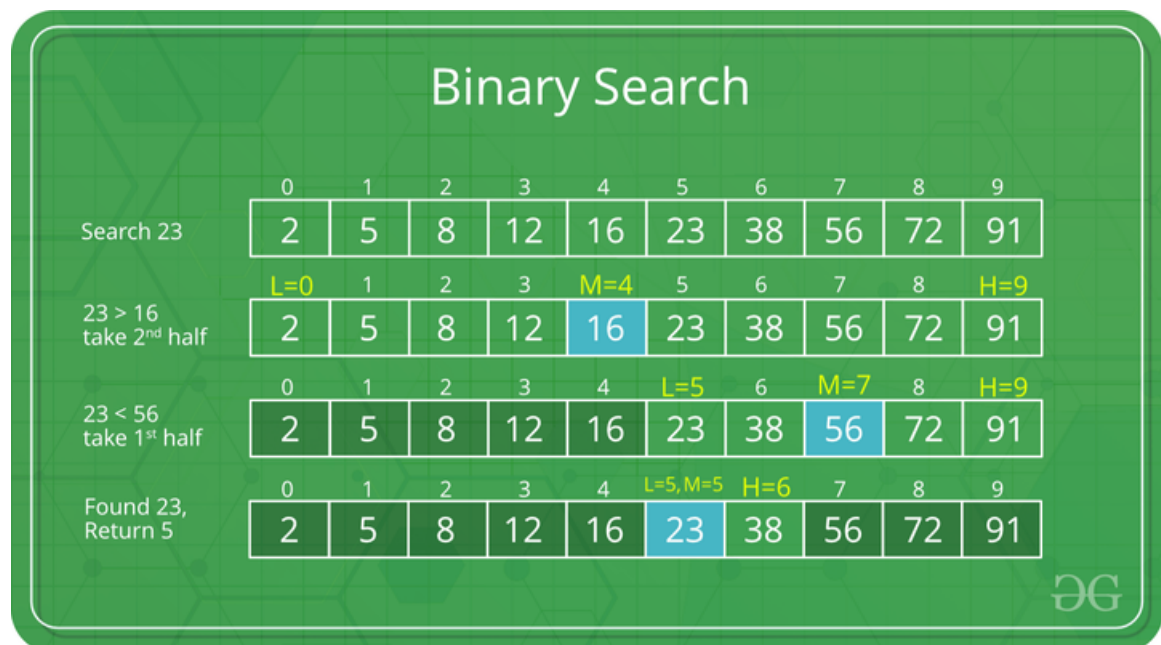 Binary Search
0 1 2 3 4 5 6 7 8 9
Search 23
2 5 8 12 16 23 38 56 72 91
L=0 1 2 3 M=4 5 6 7 8 H=9
23 > 16
take 2nd half
2 5 8 12 16 23 38 56 72 91
0 1 2 3 4 L=5 6 M=7 8 H=9
23 < 56
take 1st half
2 5 8 12 16 23 38 56 72 91
0 1 2 3 4 L=5, M=5 H=6 7 8 9
Found 23,
Return 5
2 5 8 12 16 23 38 56 72 91